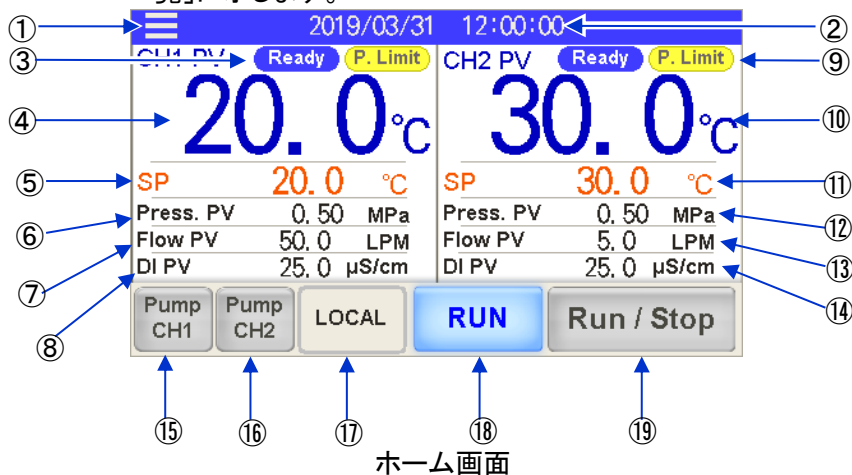 ① 2019/03/31 12:00:00 ②
③ CH1 PV Ready P. Limit CH2 PV Ready P. Limit ⑨
④ 20.0℃ 30.0℃ ⑩
⑤ SP 20.0 ℃ SP 30.0 ℃ ⑪
⑥ Press. PV 0.50 MPa Press. PV 0.50 MPa ⑫
⑦ Flow PV 50.0 LPM Flow PV 5.0 LPM ⑬
⑧ DI PV 25.0 μS/cm DI PV 25.0 μS/cm ⑭
Pump CH1 Pump CH2 LOCAL RUN Run / Stop
⑮ ⑯ ⑰ ⑱ ⑲
ホーム画面